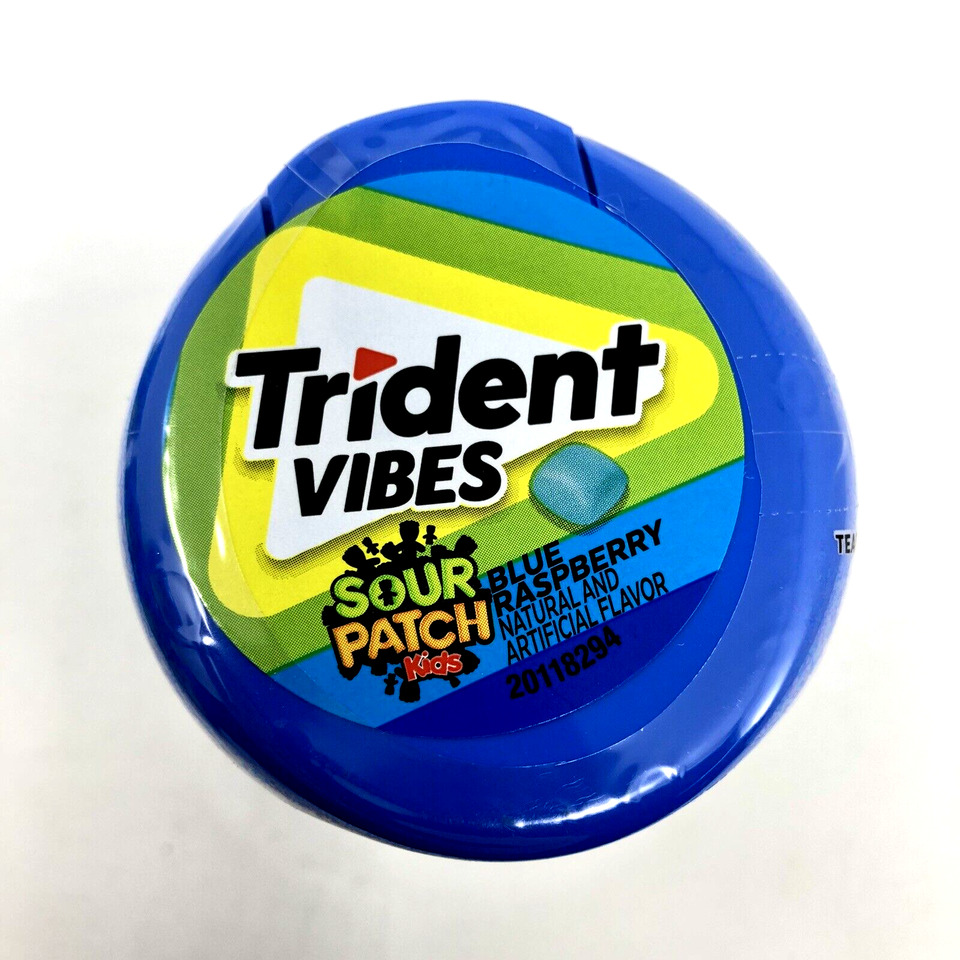 Trident
VIBES
SOUR
PATCH
Kids
BLUE
RASPBERRY
NATURAL AND
ARTIFICIAL FLAVOR
20118294